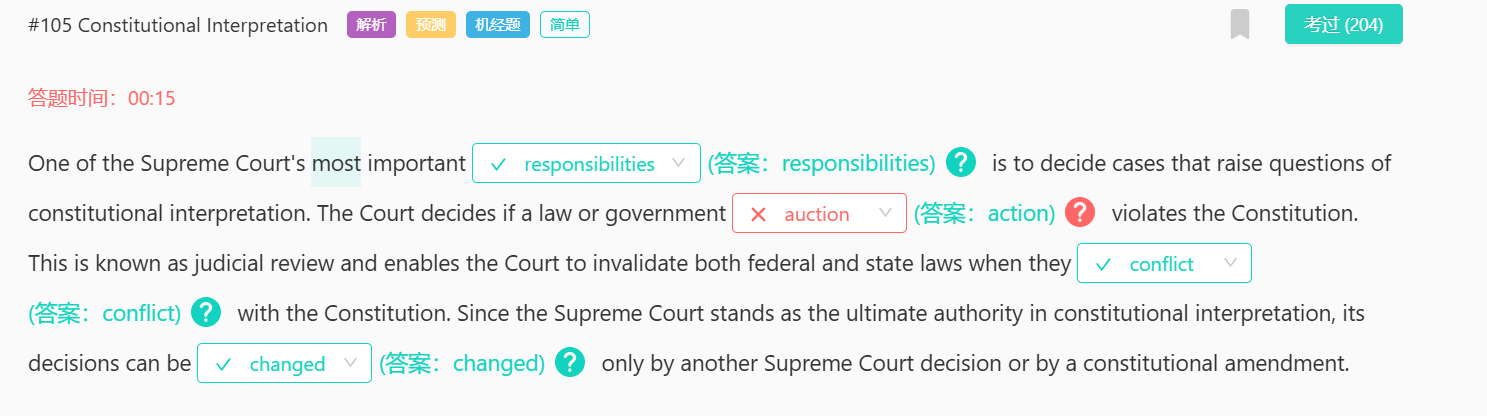 #105 Constitutional Interpretation 解析 预测 机经题 简单 考过 (204)
答题时间：00:15
One of the Supreme Court's most important responsibilities (答案：responsibilities) ? is to decide cases that raise questions of
constitutional interpretation. The Court decides if a law or government auction (答案：action) ? violates the Constitution.
This is known as judicial review and enables the Court to invalidate both federal and state laws when they conflict
(答案：conflict) ? with the Constitution. Since the Supreme Court stands as the ultimate authority in constitutional interpretation, its
decisions can be changed (答案：changed) ? only by another Supreme Court decision or by a constitutional amendment.